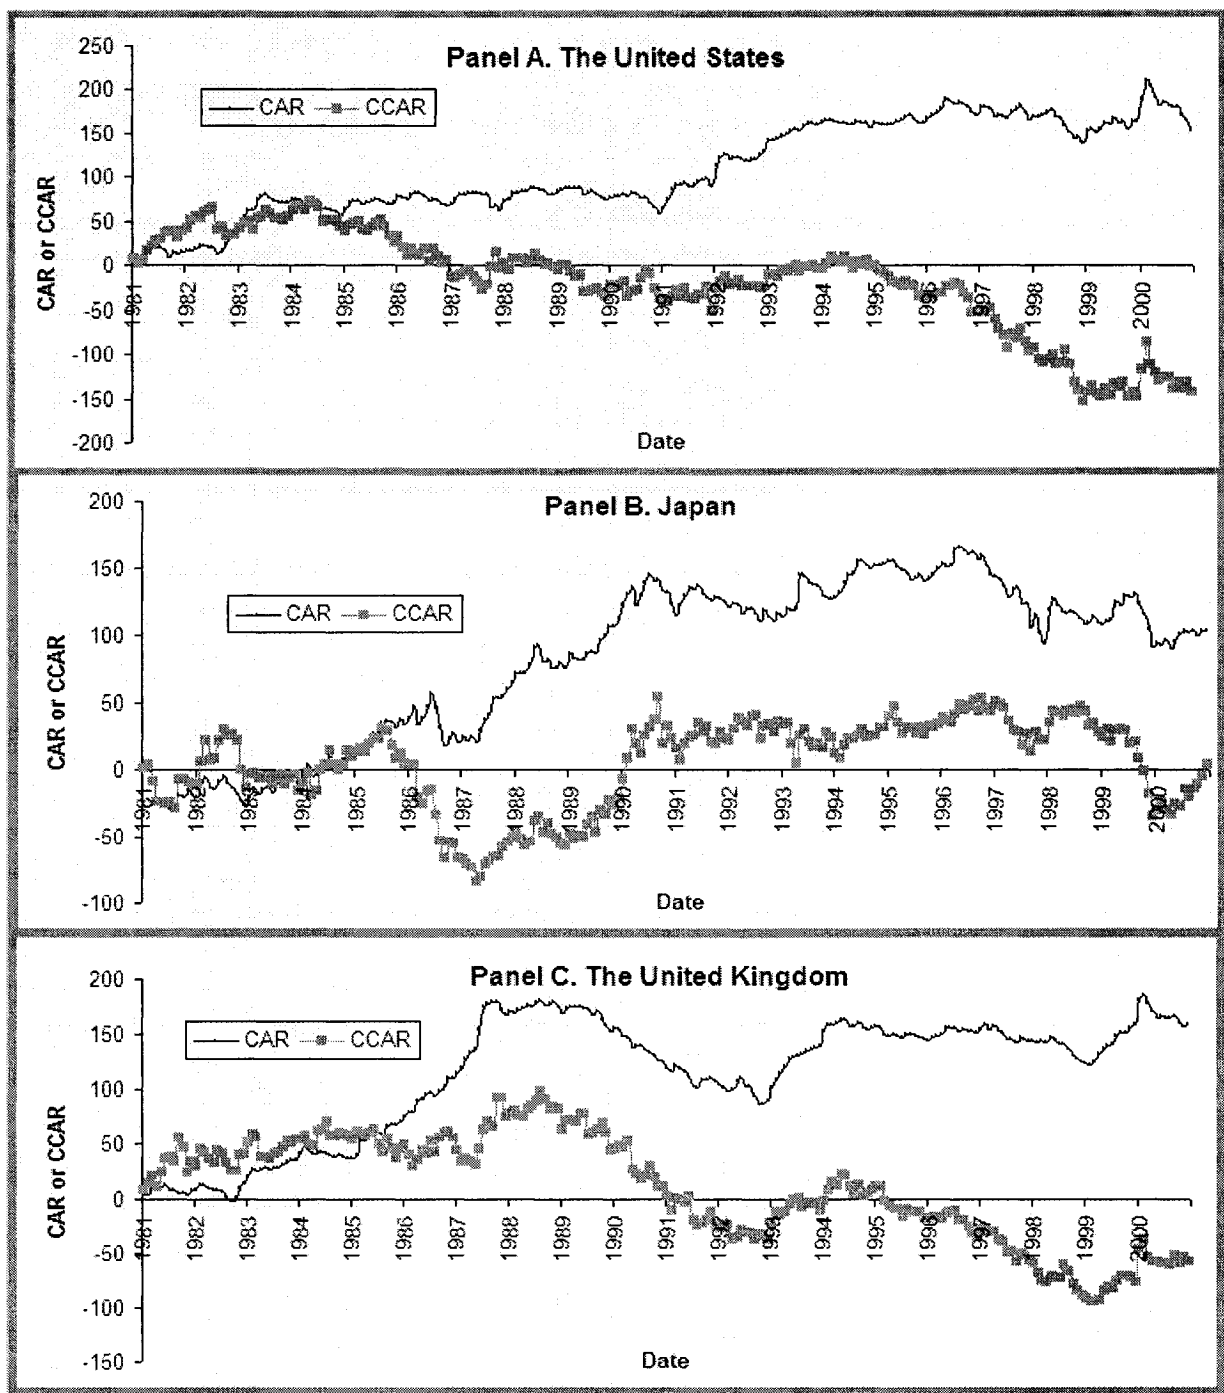 Panel A. The United States
CAR CCAR
CAR or CCAR
250
200
150
100
50
0
-50
-100
-150
-200
1981 1982 1983 1984 1985 1986 1987 1988 1989 1990 1991 1992 1993 1994 1995 1996 1997 1998 1999 2000
Date
Panel B. Japan
CAR CCAR
CAR or CCAR
200
150
100
50
0
-50
-100
1981 1982 1983 1984 1985 1986 1987 1988 1989 1990 1991 1992 1993 1994 1995 1996 1997 1998 1999 2000
Date
Panel C. The United Kingdom
CAR CCAR
CAR or CCAR
200
150
100
50
0
-50
-100
-150
1981 1982 1983 1984 1985 1986 1987 1988 1989 1990 1991 1992 1993 1994 1995 1996 1997 1998 1999 2000
Date